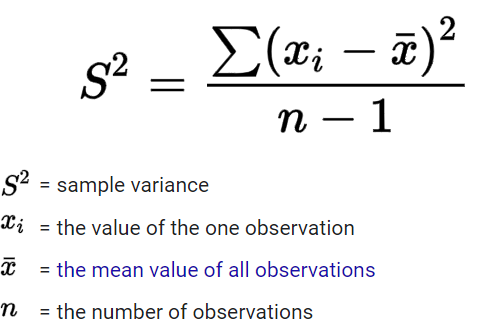 S² = ∑(xᵢ − x̄)² / n − 1
S² = sample variance
xᵢ = the value of the one observation
x̄ = the mean value of all observations
n = the number of observations